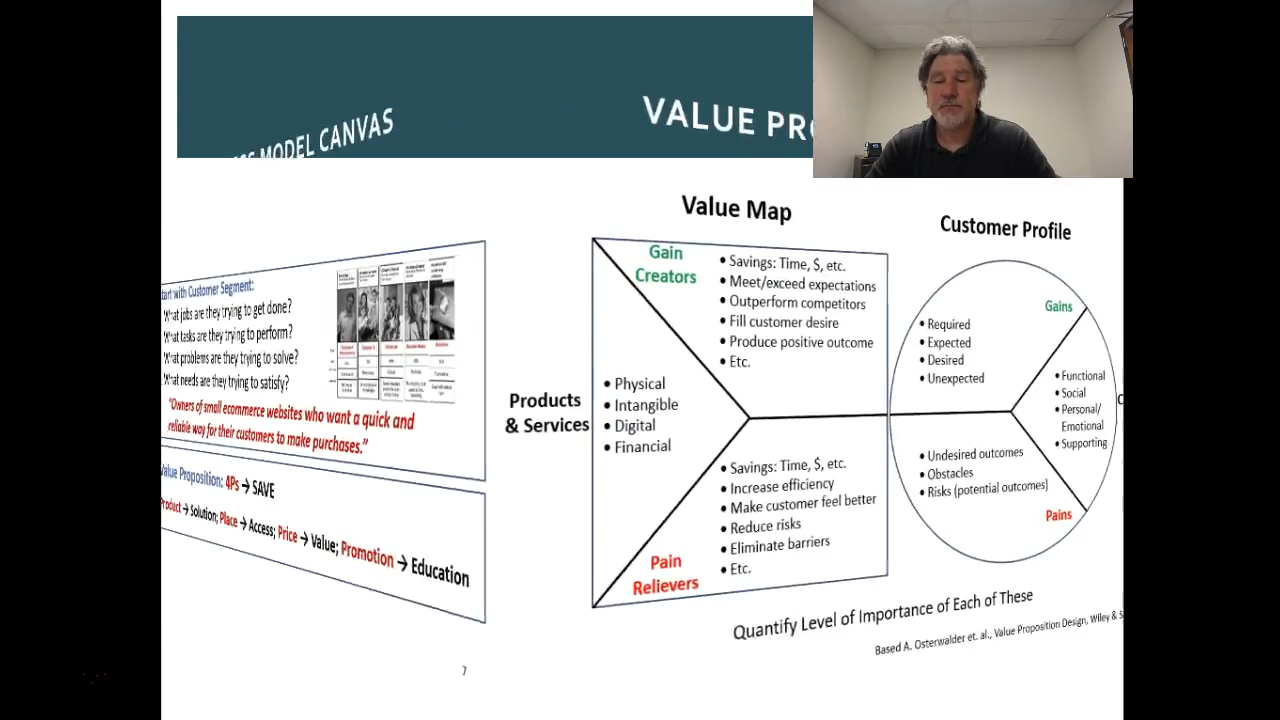 MODEL CANVAS
VALUE
Start with Customer Segment:
What jobs are they trying to get done?
What tasks are they trying to perform?
What problems are they trying to solve?
What needs are they trying to satisfy?
"Owners of small ecommerce websites who want a quick and
reliable way for their customers to make purchases."
Value Proposition: 4Ps → SAVE
Product → Solution; Place → Access; Price → Value; Promotion → Education
7
Value Map
Gain
Creators
• Savings: Time, $, etc.
• Meet/exceed expectations
• Outperform competitors
• Fill customer desire
• Produce positive outcome
• Etc.
Products
& Services
• Physical
• Intangible
• Digital
• Financial
• Savings: Time, $, etc.
• Increase efficiency
• Make customer feel better
• Reduce risks
• Eliminate barriers
• Etc.
Pain
Relievers
Customer Profile
Gains
• Required
• Expected
• Desired
• Unexpected
• Functional
• Social
• Personal/
Emotional
• Supporting
• Undesired outcomes
• Obstacles
• Risks (potential outcomes)
Pains
Quantify Level of Importance of Each of These
Based A. Osterwalder et. al., Value Proposition Design, Wiley &